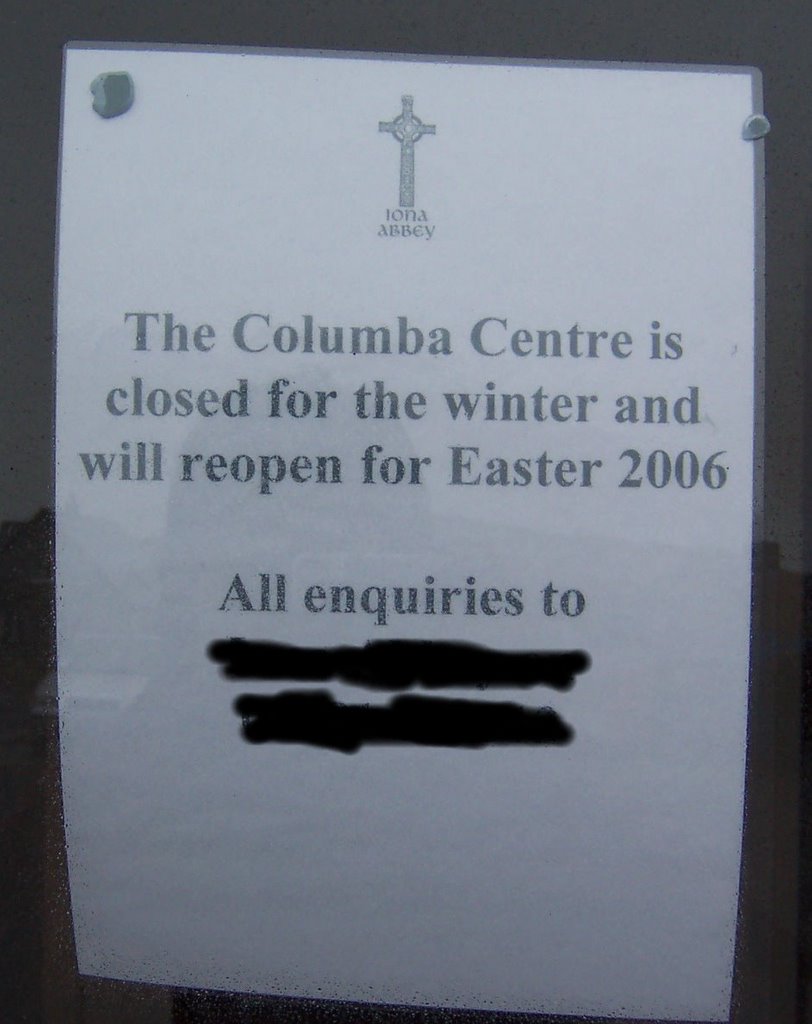 IONA
ABBEY
The Columba Centre is
closed for the winter and
will reopen for Easter 2006
All enquiries to